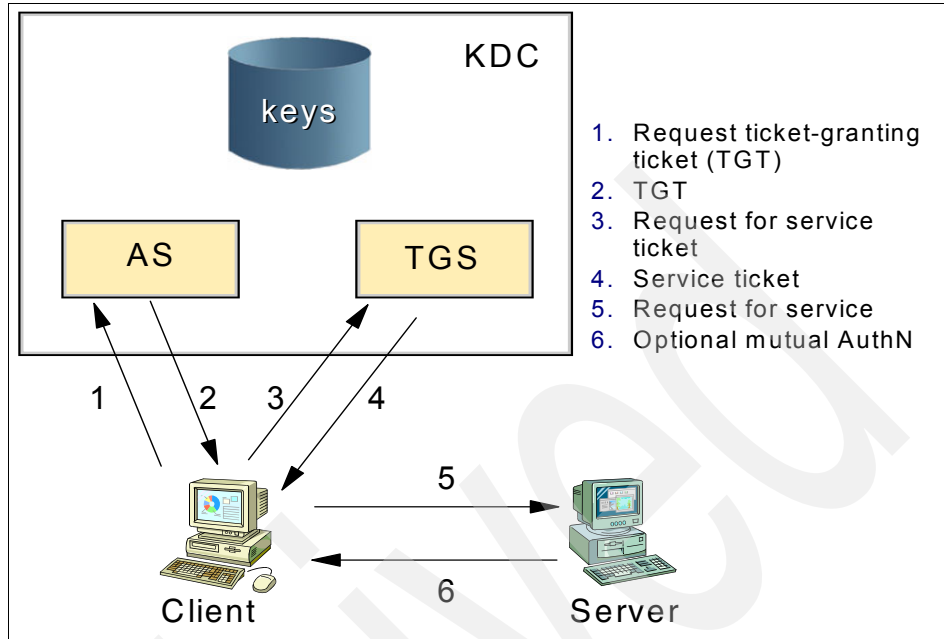 KDC
keys
AS
TGS
1. Request ticket-granting
ticket (TGT)
2. TGT
3. Request for service
ticket
4. Service ticket
5. Request for service
6. Optional mutual AuthN
1
2
3
4
5
6
Client
Server